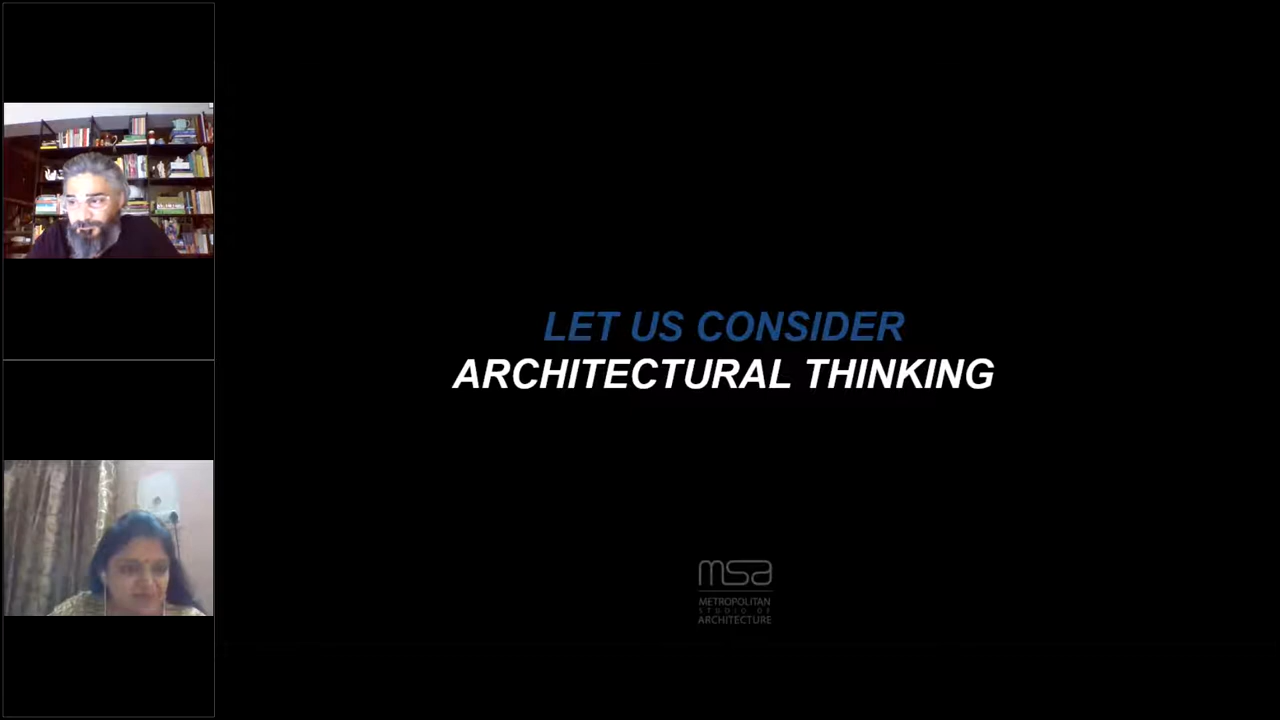 LET US CONSIDER
ARCHITECTURAL THINKING
msa
METROPOLITAN
STUDIO OF
ARCHITECTURE